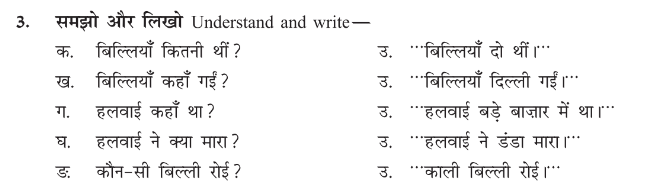 3. समझो और लिखो Understand and write—
क. बिल्लियाँ कितनी थीं? उ. ...बिल्लियाँ दो थीं।...
ख. बिल्लियाँ कहाँ गईं? उ. ...बिल्लियाँ दिल्ली गईं।...
ग. हलवाई कहाँ था? उ. ...हलवाई बड़े बाज़ार में था।...
घ. हलवाई ने क्या मारा? उ. ...हलवाई ने डंडा मारा।...
ङ. कौन-सी बिल्ली रोई? उ. ...काली बिल्ली रोई।...